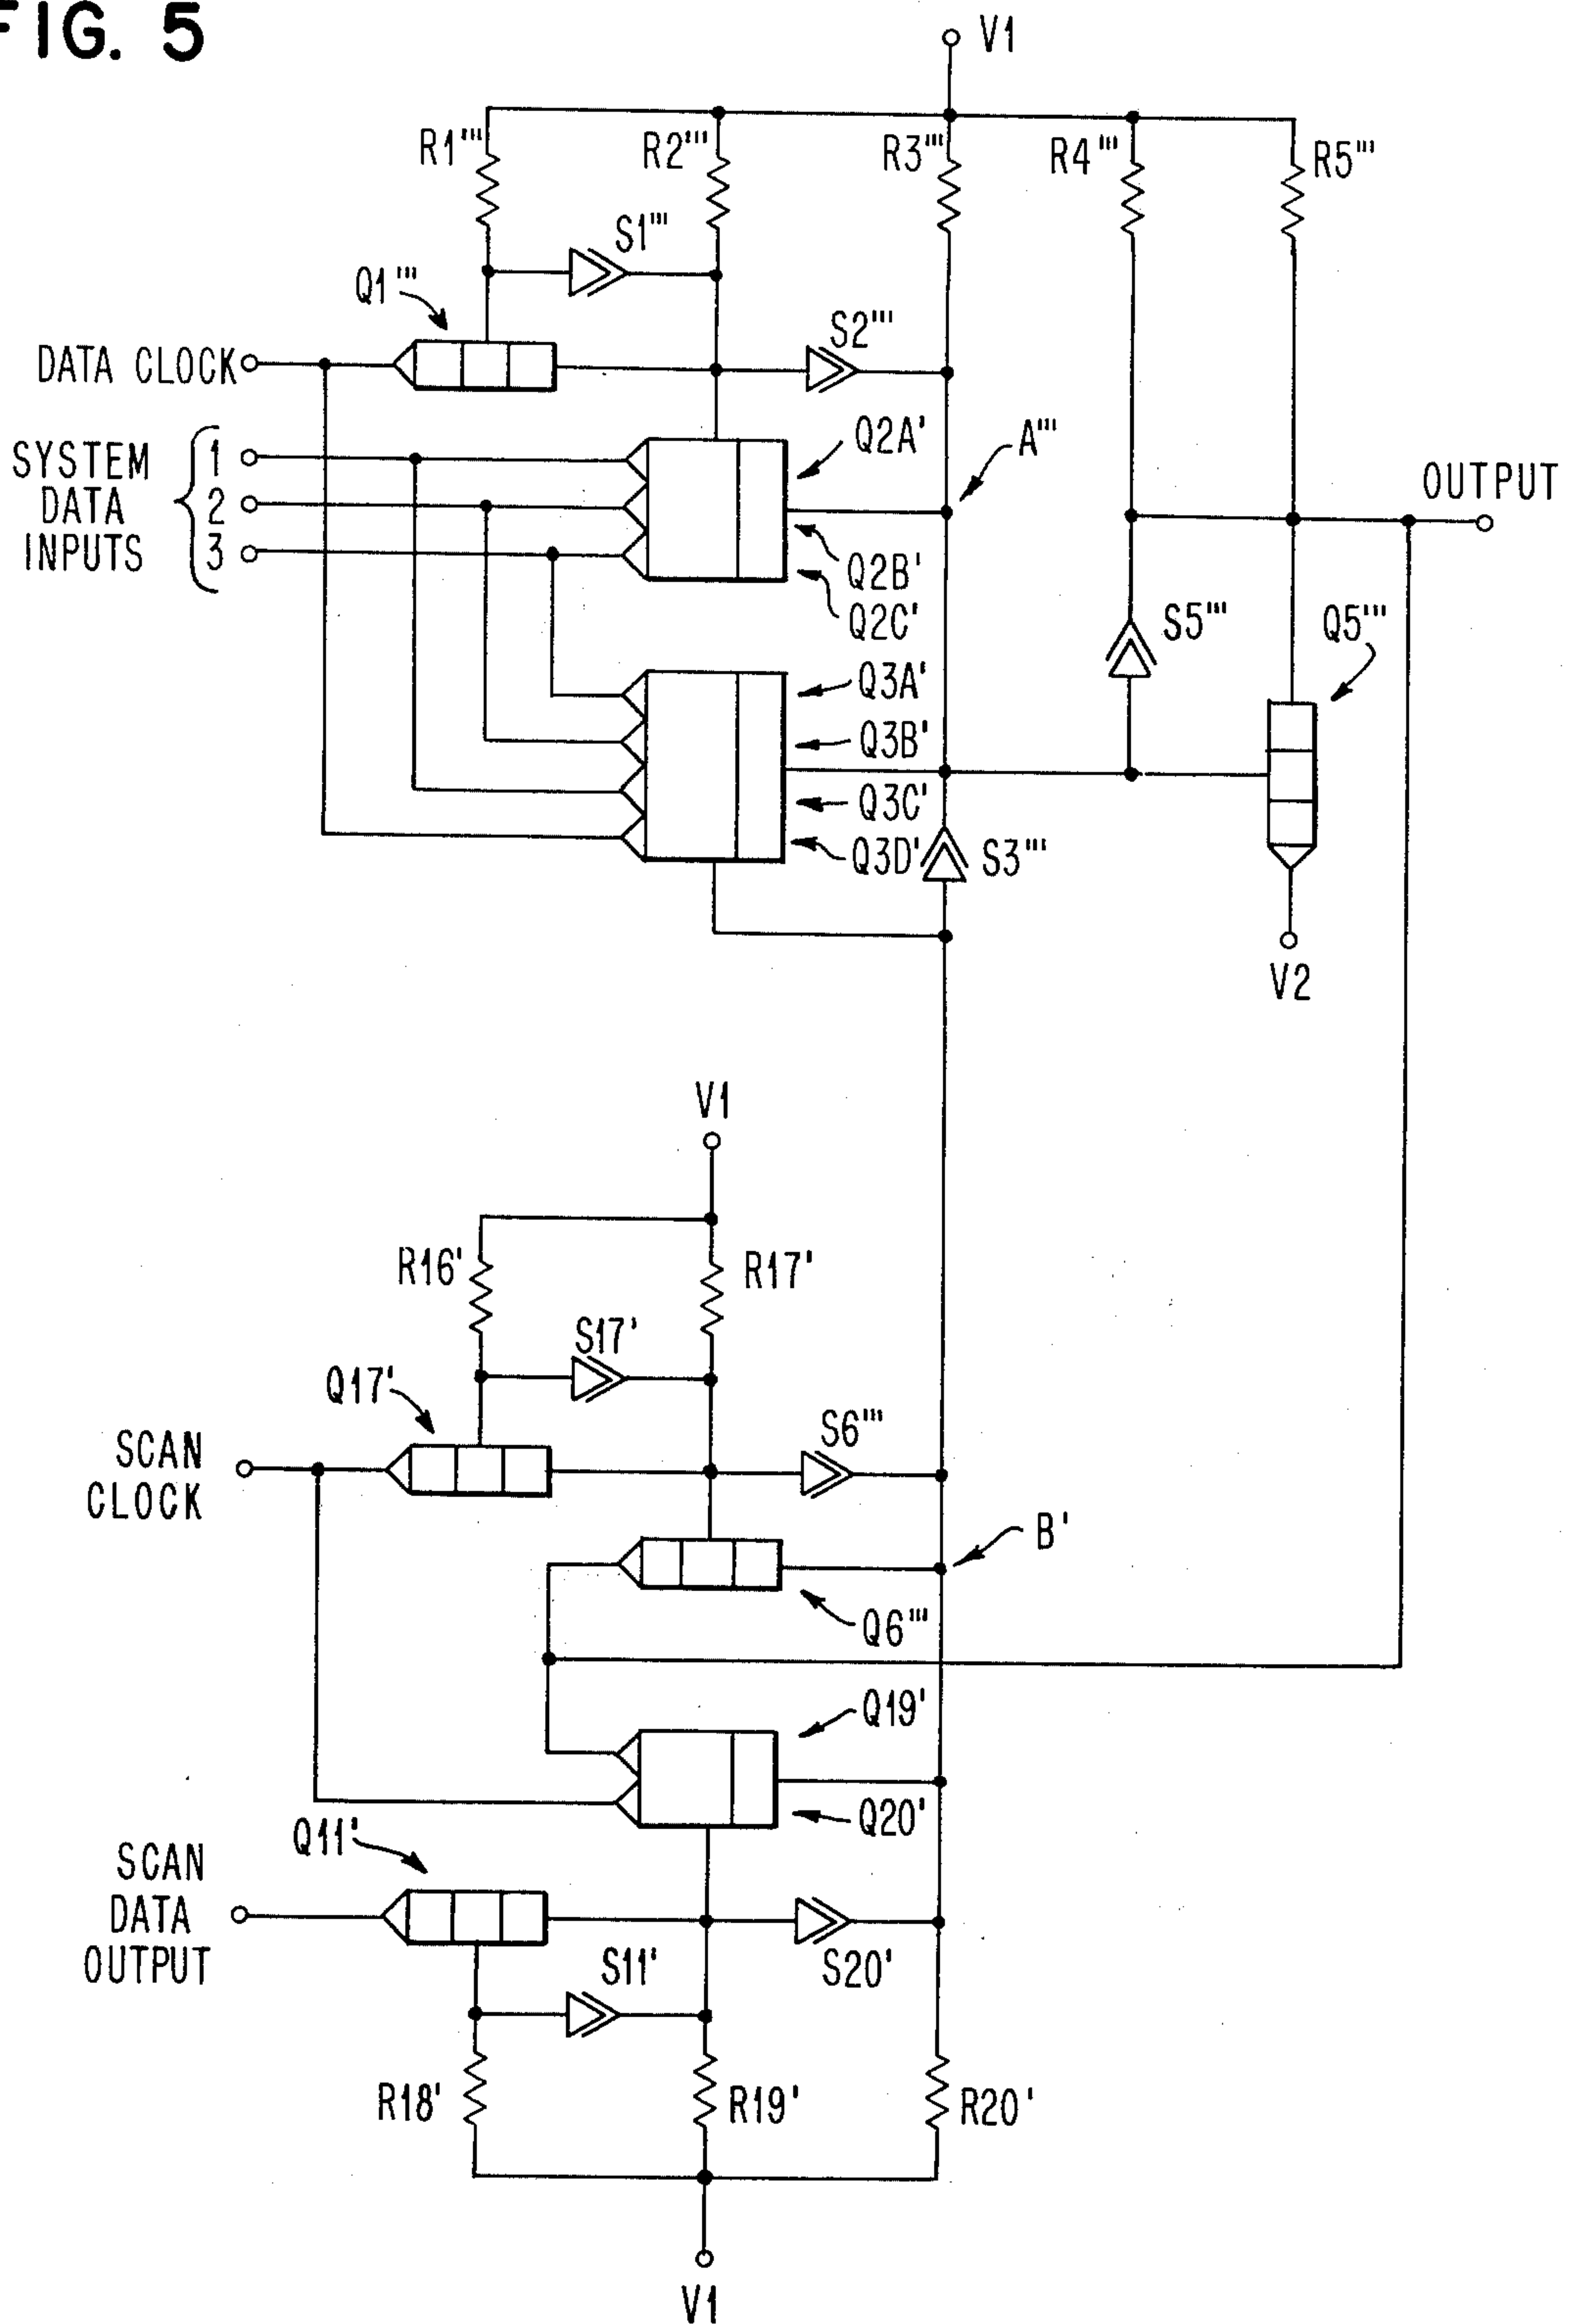 FIG. 5
V1
R1'''
R2'''
R3'''
R4'''
R5'''
S1'''
Q1'''
S2'''
DATA CLOCK
SYSTEM DATA INPUTS
1
2
3
Q2A'
A'''
Q2B'
Q2C'
OUTPUT
S5'''
Q5'''
Q3A'
Q3B'
Q3C'
Q3D'
S3'''
V2
V1
R16'
R17'
S17'
Q17'
S6'''
SCAN
CLOCK
B'
Q6'''
Q19'
Q20'
Q11'
SCAN
DATA
OUTPUT
S11'
S20'
R18'
R19'
R20'
V1